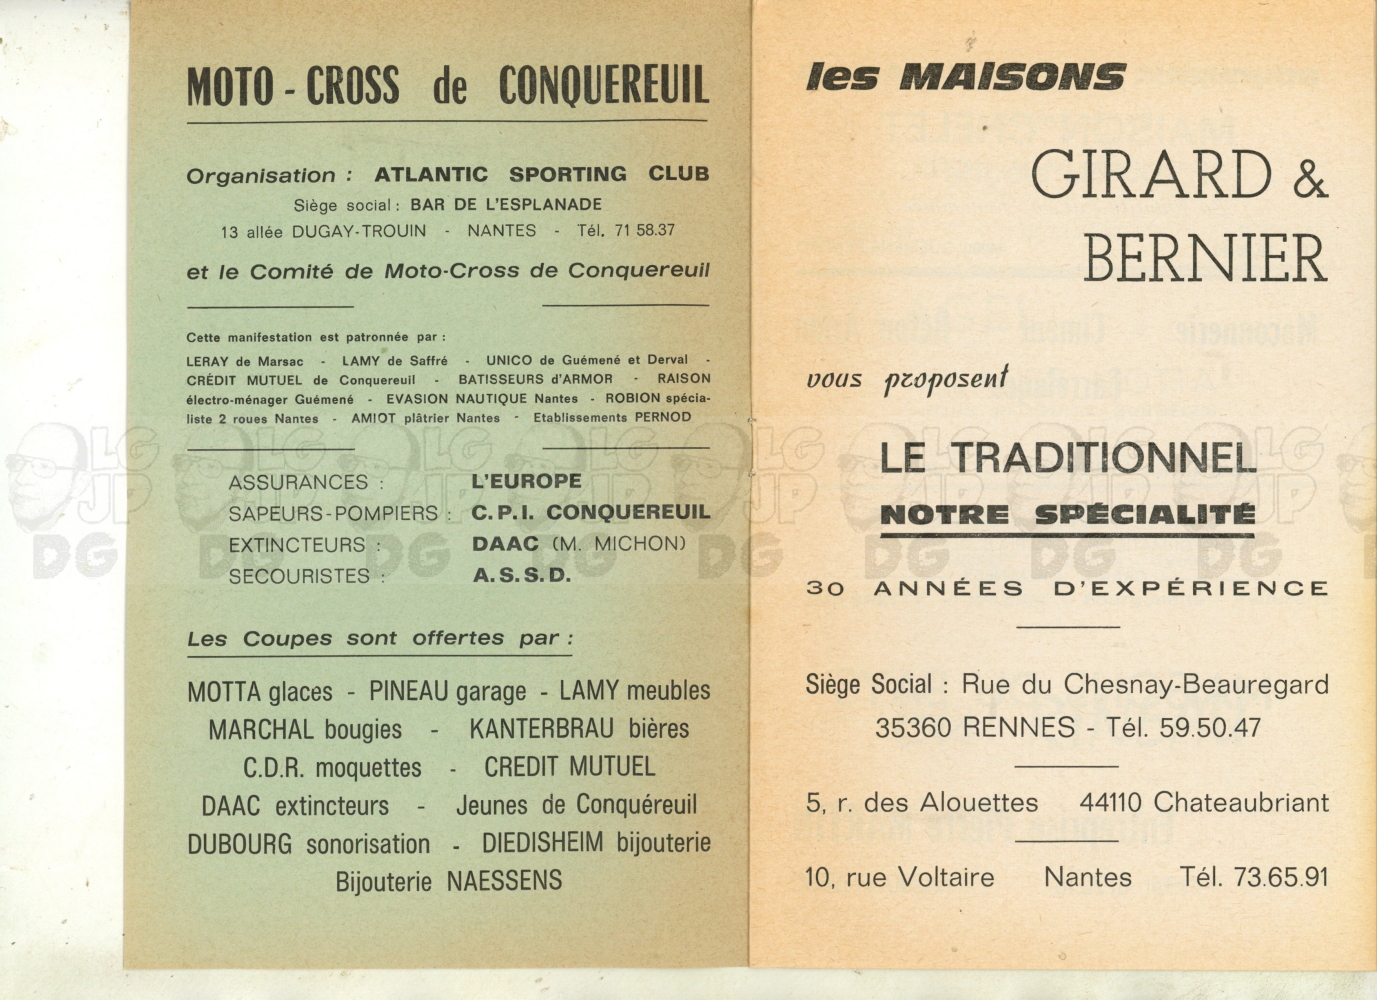 MOTO - CROSS de CONQUEREUIL
Organisation : ATLANTIC SPORTING CLUB
Siège social : BAR DE L'ESPLANADE
13 allée DUGAY-TROUIN - NANTES - Tél. 71 58.37
et le Comité de Moto-Cross de Conquereuil
Cette manifestation est patronnée par :
LERAY de Marsac - LAMY de Saffré - UNICO de Guémené et Derval -
CRÉDIT MUTUEL de Conquereuil - BATISSEURS d'ARMOR - RAISON
électro-ménager Guémené - EVASION NAUTIQUE Nantes - ROBION spécia-
liste 2 roues Nantes - AMIOT plâtrier Nantes - Etablissements PERNOD
ASSURANCES : L'EUROPE
SAPEURS-POMPIERS : C.P.I. CONQUEREUIL
EXTINCTEURS : DAAC (M. MICHON)
SECOURISTES : A.S.S.D.
Les Coupes sont offertes par :
MOTTA glaces - PINEAU garage - LAMY meubles
MARCHAL bougies - KANTERBRAU bières
C.D.R. moquettes - CREDIT MUTUEL
DAAC extincteurs - Jeunes de Conquéreuil
DUBOURG sonorisation - DIEDISHEIM bijouterie
Bijouterie NAESSENS
les MAISONS
GIRARD &
BERNIER
vous proposent
LE TRADITIONNEL
NOTRE SPÉCIALITÉ
30 ANNÉES D'EXPÉRIENCE
Siège Social : Rue du Chesnay-Beauregard
35360 RENNES - Tél. 59.50.47
5, r. des Alouettes 44110 Chateaubriant
10, rue Voltaire Nantes Tél. 73.65.91
LG
JP
DG